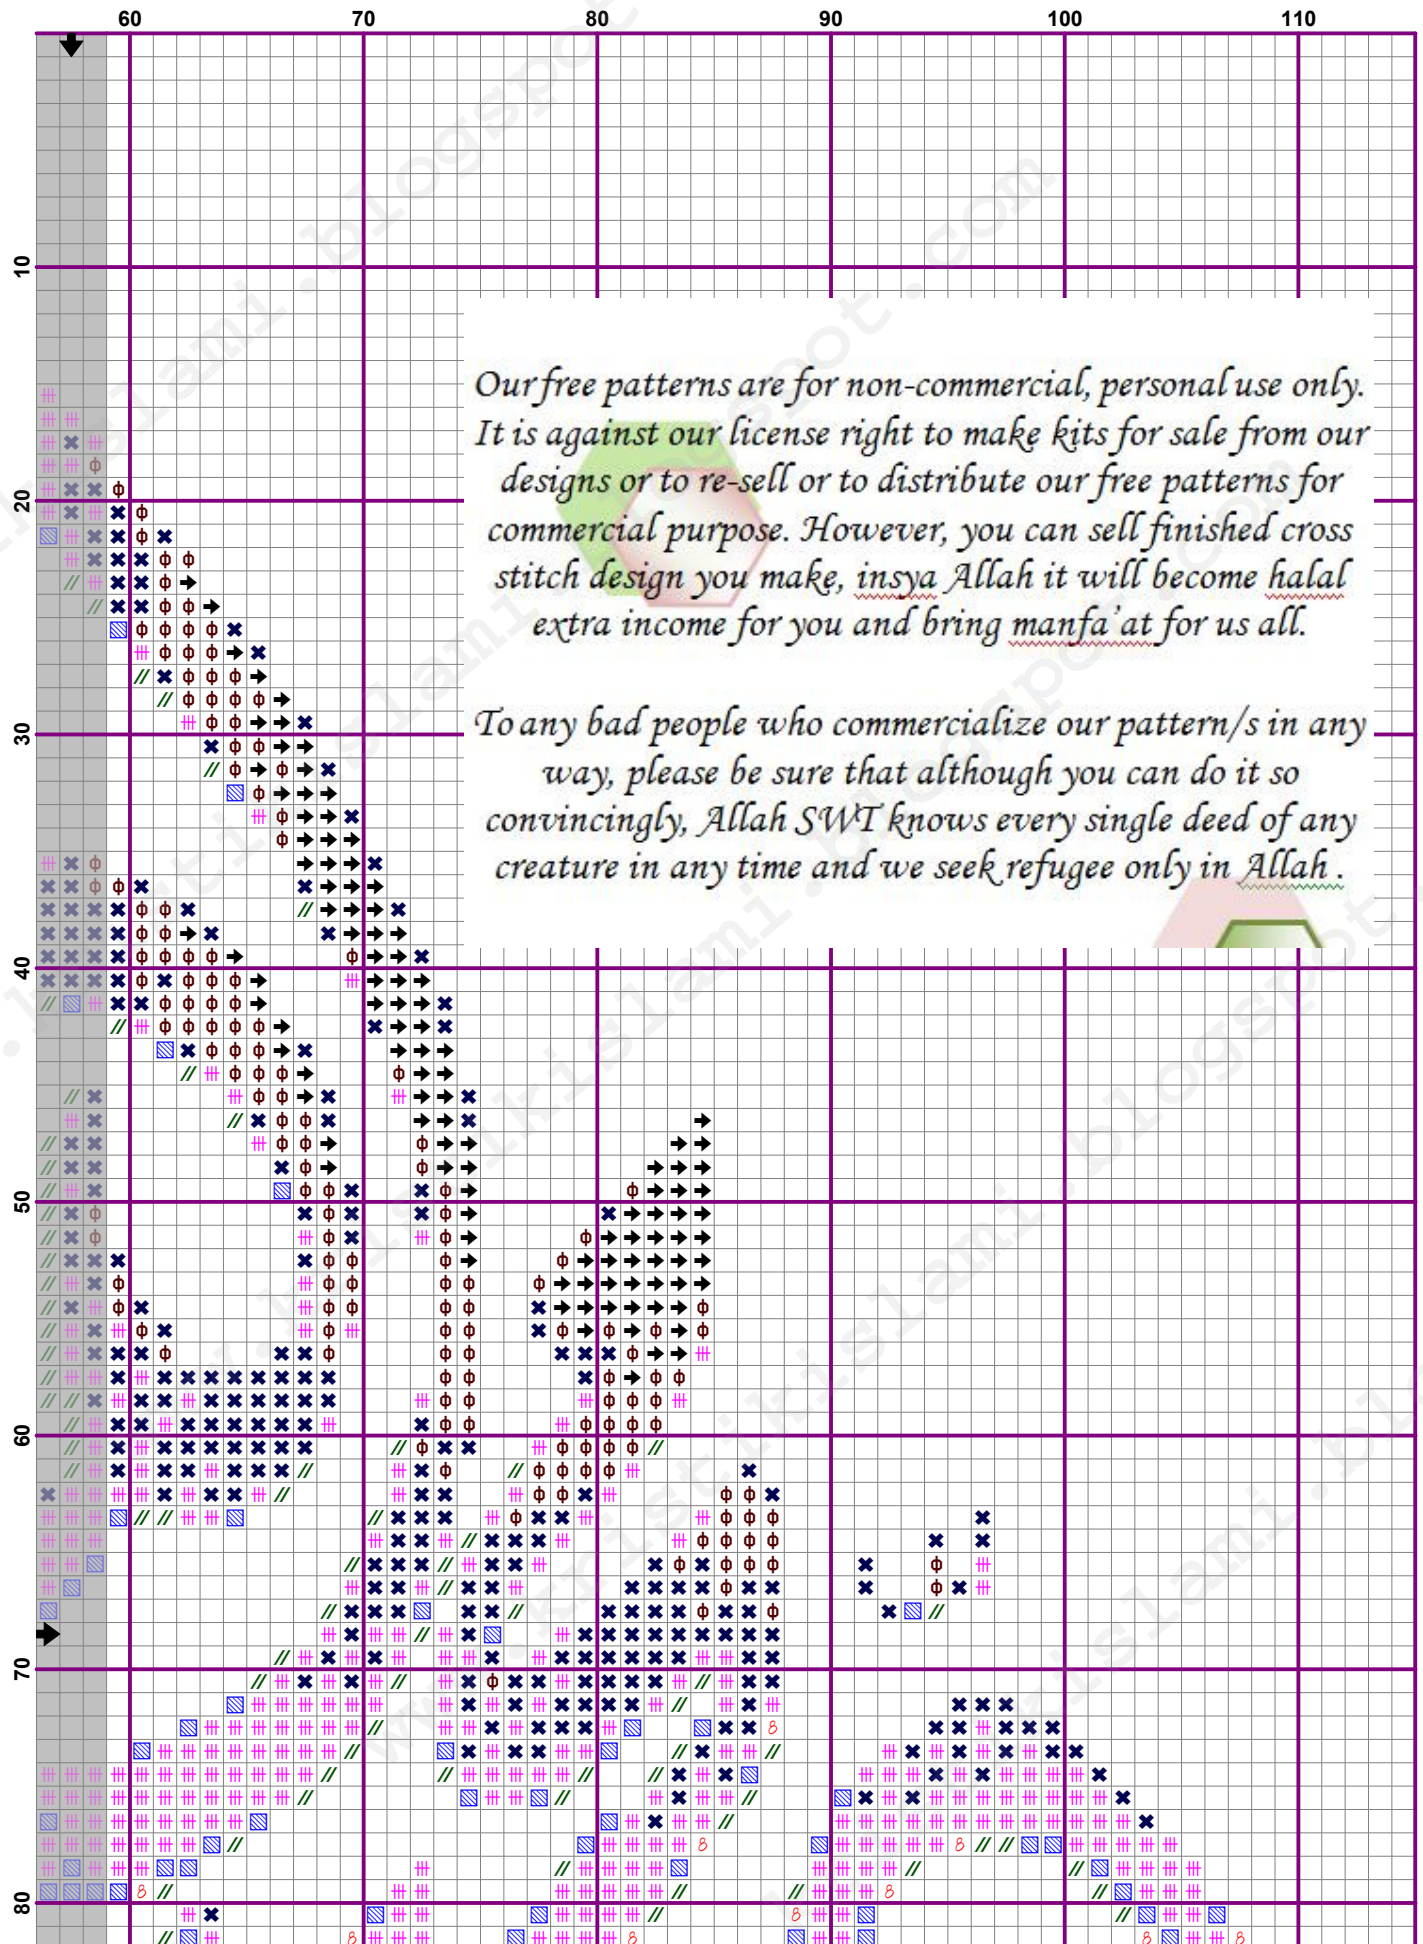 60 70 80 90 100 110
10
20
30
40
50
60
70
80
Our free patterns are for non-commercial, personal use only.
It is against our license right to make kits for sale from our
designs or to re-sell or to distribute our free patterns for
commercial purpose. However, you can sell finished cross
stitch design you make, insya Allah it will become halal
extra income for you and bring manfa'at for us all.
To any bad people who commercialize our pattern/s in any
way, please be sure that although you can do it so
convincingly, Allah SWT knows every single deed of any
creature in any time and we seek refugee only in Allah .
www.kristikislami.blogspot.com